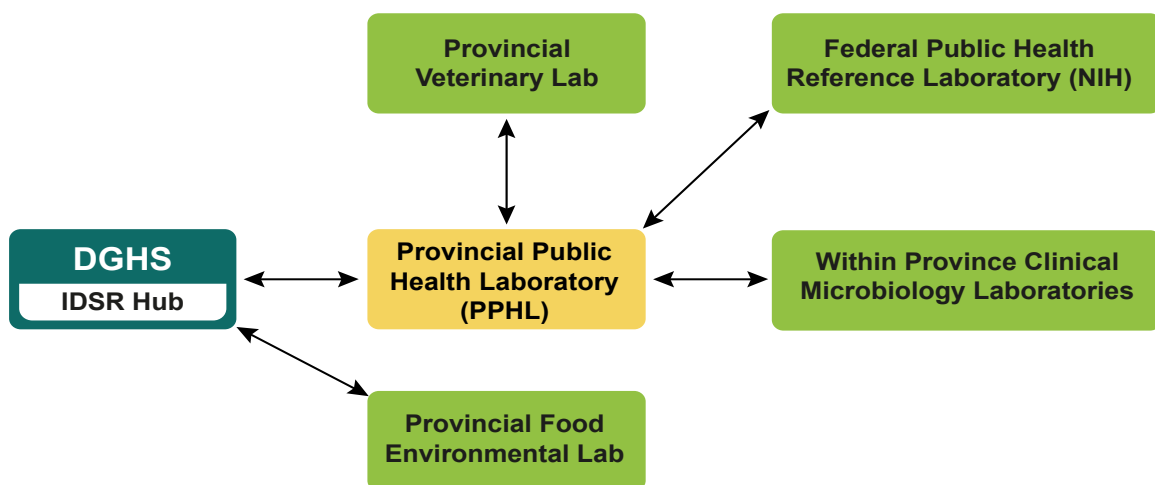 Provincial
Veterinary Lab
Federal Public Health
Reference Laboratory (NIH)
DGHS
IDSR Hub
Provincial Public
Health Laboratory
(PPHL)
Within Province Clinical
Microbiology Laboratories
Provincial Food
Environmental Lab